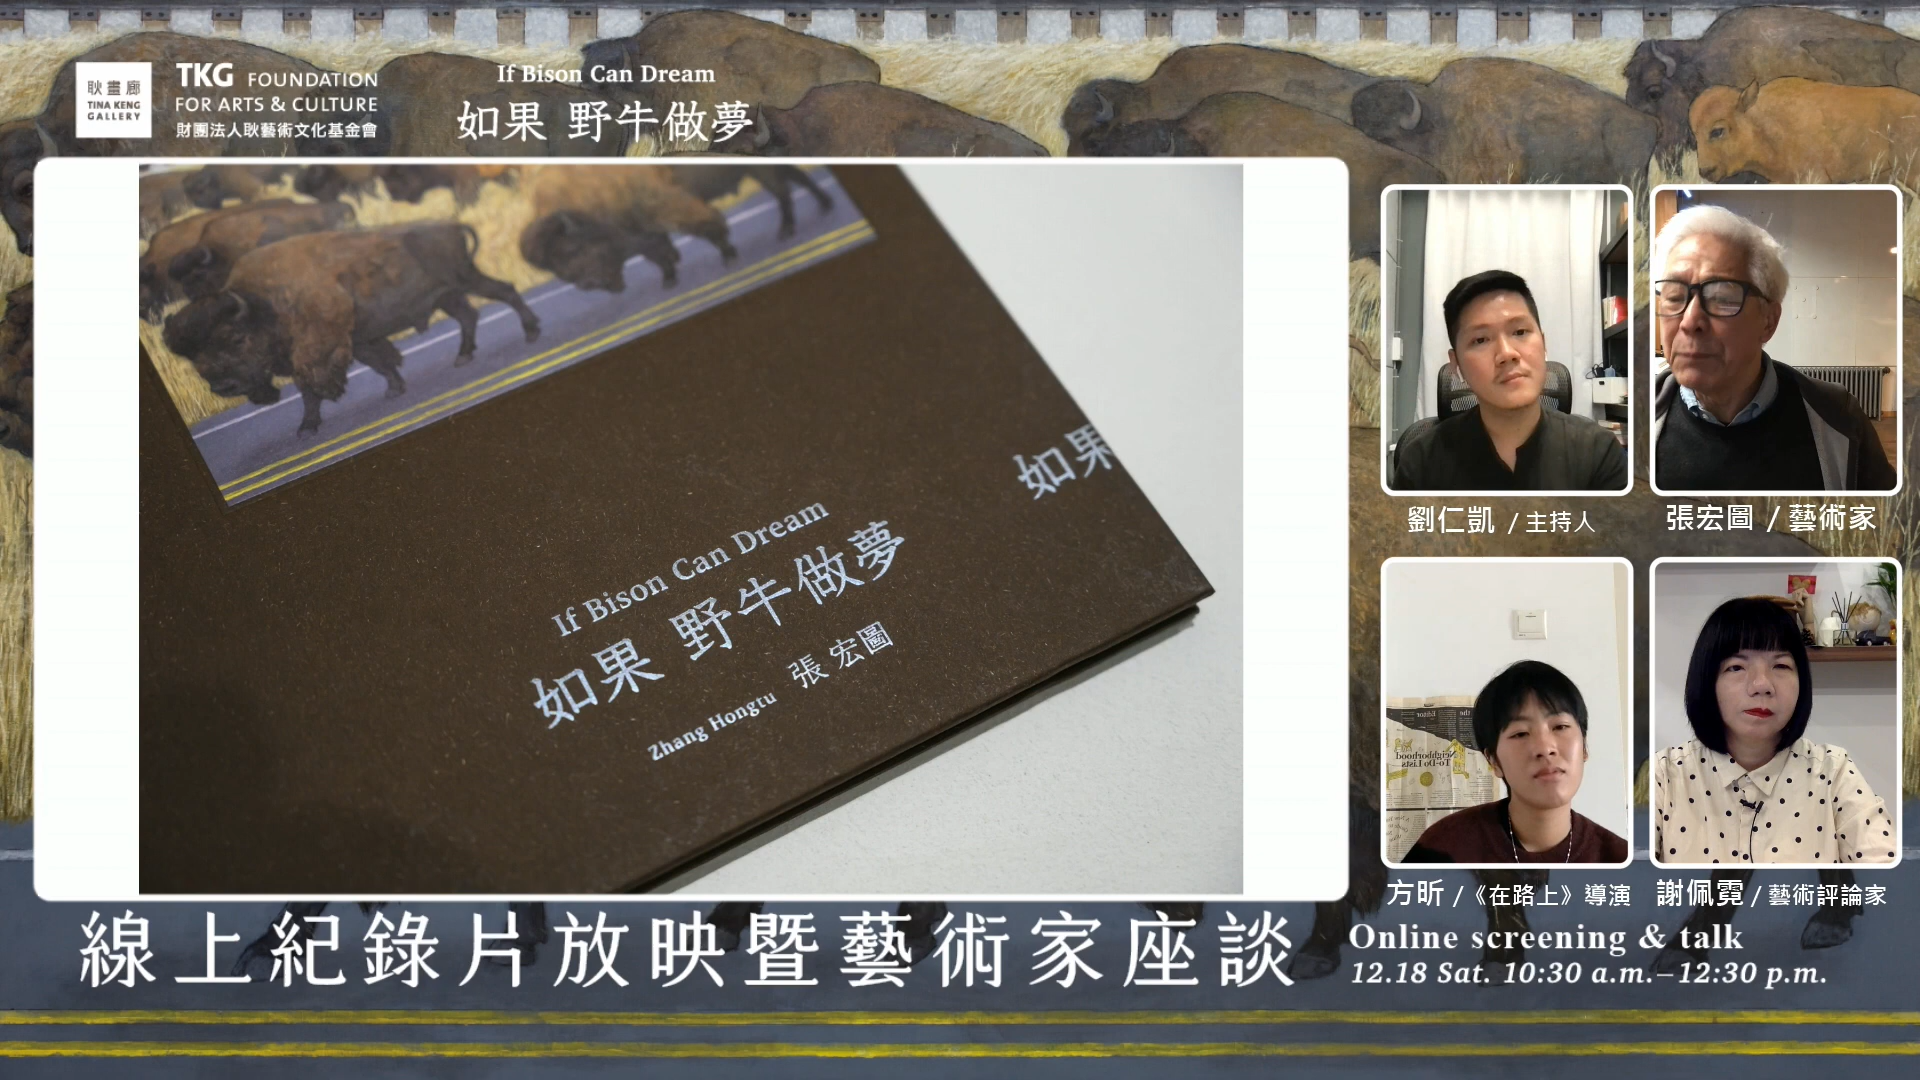 耿畫廊
TINA KENG
GALLERY
TKG FOUNDATION
FOR ARTS & CULTURE
財團法人耿藝術文化基金會
If Bison Can Dream
如果 野牛做夢
If Bison Can Dream
如果 野牛做夢
Zhang Hongtu 張宏圖
如果
劉仁凱 / 主持人
張宏圖 / 藝術家
Neighborhood
To-Do Lists
方昕 /《在路上》導演
謝佩霓 / 藝術評論家
線上紀錄片放映暨藝術家座談
Online screening & talk
12.18 Sat. 10:30 a.m.–12:30 p.m.